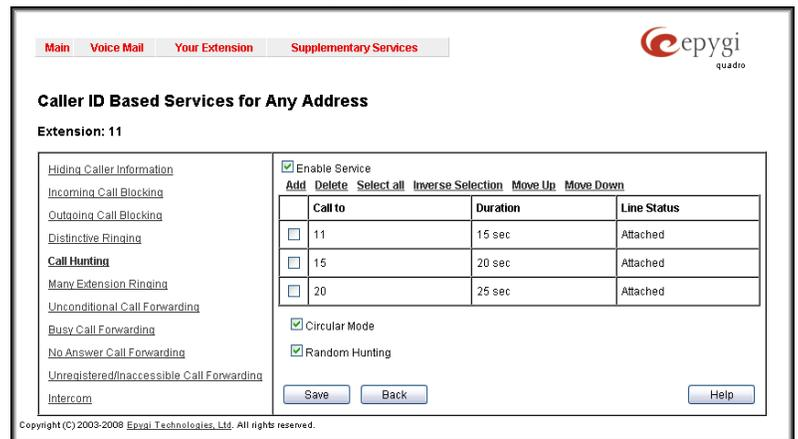 Main Voice Mail Your Extension Supplementary Services
epygi
quadro
Caller ID Based Services for Any Address
Extension: 11
Hiding Caller Information
Incoming Call Blocking
Outgoing Call Blocking
Distinctive Ringing
Call Hunting
Many Extension Ringing
Unconditional Call Forwarding
Busy Call Forwarding
No Answer Call Forwarding
Unregistered/Inaccessible Call Forwarding
Intercom
Enable Service
Add Delete Select all Inverse Selection Move Up Move Down
Call to Duration Line Status
11 15 sec Attached
15 20 sec Attached
20 25 sec Attached
Circular Mode
Random Hunting
Save Back Help
Copyright (C) 2003-2008 Epygi Technologies, Ltd. All rights reserved.